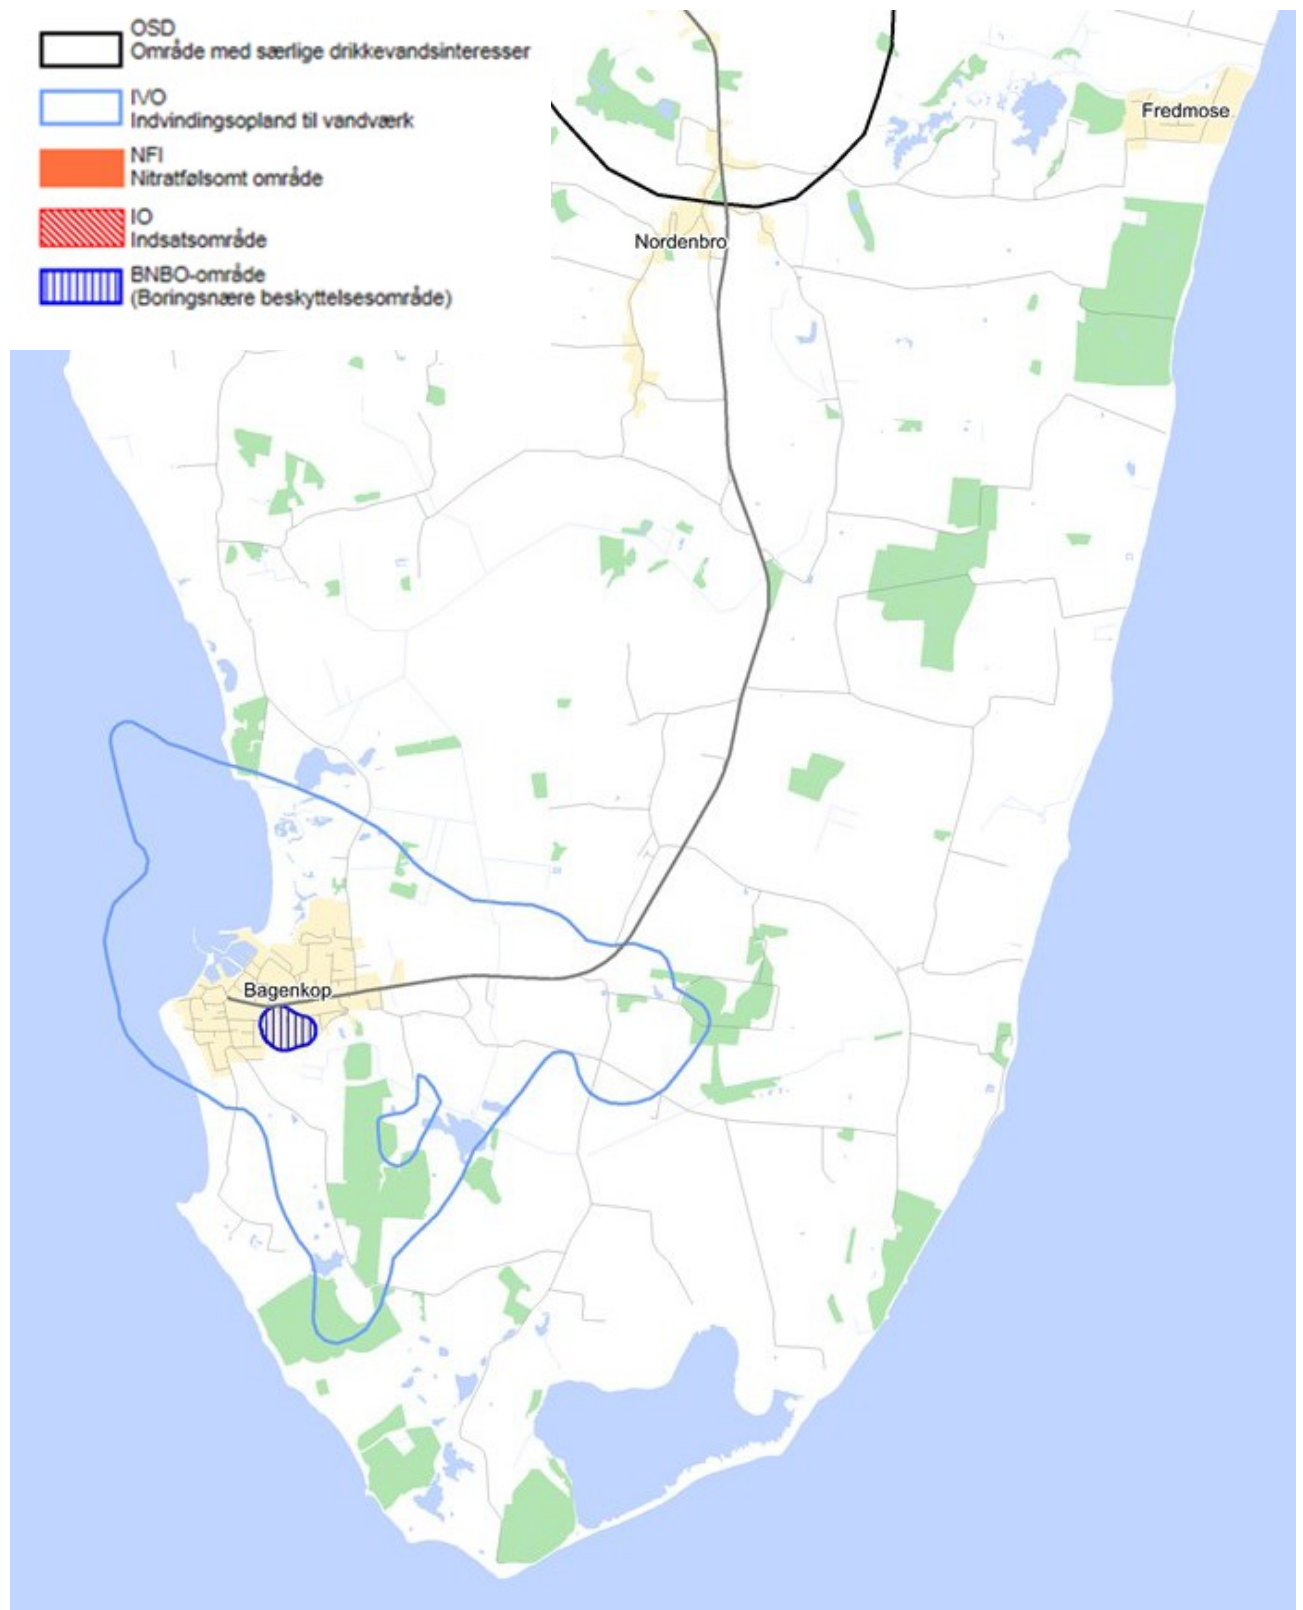 OSD
Område med særlige drikkevandsinteresser
IVO
Indvindingsopland til vandværk
NFI
Nitratfølsomt område
IO
Indsatsområde
BNBO-område
(Boringsnære beskyttelsesområde)
Fredmose
Nordenbro
Bagenkop